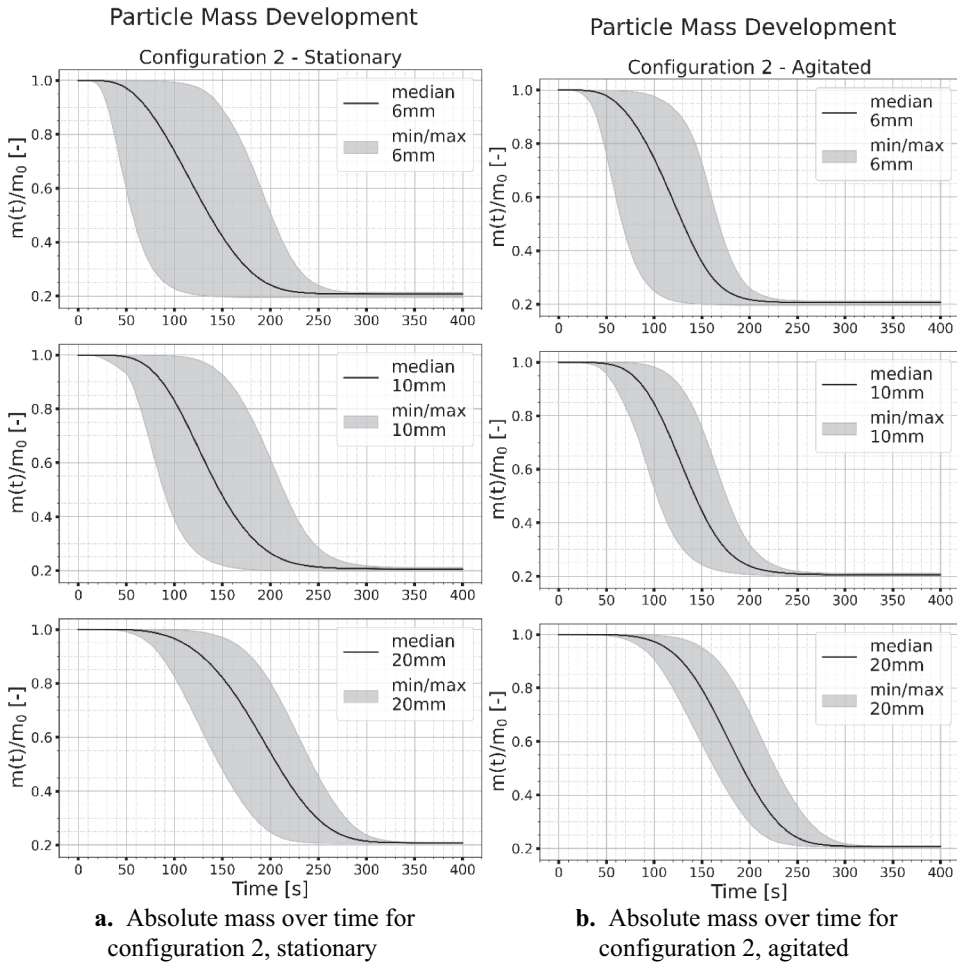 Particle Mass Development
Configuration 2 - Stationary
m(t)/m₀ [-]
1.0
0.8
0.6
0.4
0.2
0 50 100 150 200 250 300 350 400
median
6mm
min/max
6mm
m(t)/m₀ [-]
1.0
0.8
0.6
0.4
0.2
0 50 100 150 200 250 300 350 400
median
10mm
min/max
10mm
m(t)/m₀ [-]
1.0
0.8
0.6
0.4
0.2
0 50 100 150 200 250 300 350 400
median
20mm
min/max
20mm
Time [s]
a. Absolute mass over time for
configuration 2, stationary
Particle Mass Development
Configuration 2 - Agitated
m(t)/m₀ [-]
1.0
0.8
0.6
0.4
0.2
0 50 100 150 200 250 300 350 400
median
6mm
min/max
6mm
m(t)/m₀ [-]
1.0
0.8
0.6
0.4
0.2
0 50 100 150 200 250 300 350 400
median
10mm
min/max
10mm
m(t)/m₀ [-]
1.0
0.8
0.6
0.4
0.2
0 50 100 150 200 250 300 350 400
median
20mm
min/max
20mm
Time [s]
b. Absolute mass over time for
configuration 2, agitated